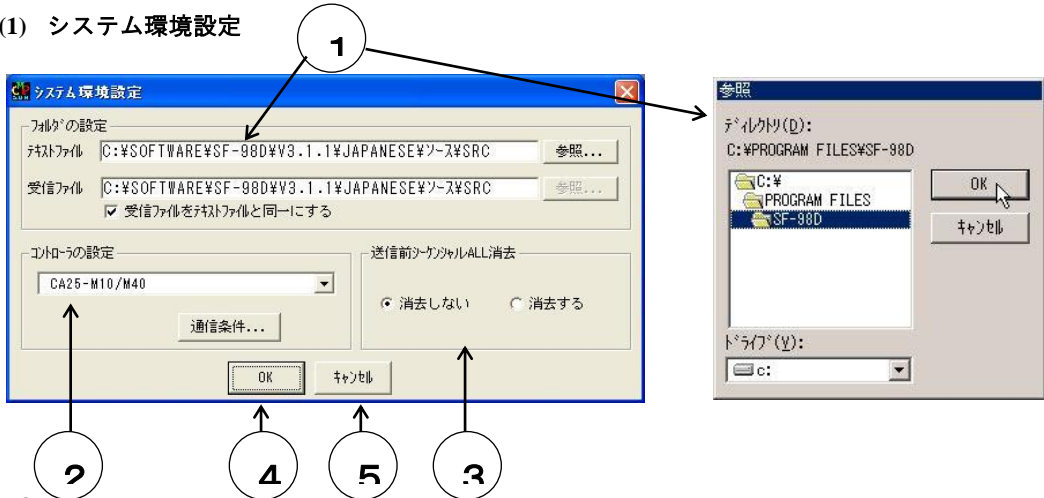 (1) システム環境設定
1
システム環境設定
ﾌｫﾙﾀﾞの設定
ﾃｷｽﾄﾌｧｲﾙ C:¥SOFTWARE¥SF-98D¥V3.1.1¥JAPANESE¥ｿｰｽ¥SRC 参照...
受信ﾌｧｲﾙ C:¥SOFTWARE¥SF-98D¥V3.1.1¥JAPANESE¥ｿｰｽ¥SRC 参照...
受信ﾌｧｲﾙをﾃｷｽﾄﾌｧｲﾙと同一にする
ｺﾝﾄﾛｰﾗの設定
CA25-M10/M40
通信条件...
送信前ｼｰｹﾝｼｬﾙALL消去
消去しない 消去する
OK ｷｬﾝｾﾙ
参照
ﾃﾞｨﾚｸﾄﾘ(D):
C:¥PROGRAM FILES¥SF-98D
C:¥
PROGRAM FILES
SF-98D
OK
ｷｬﾝｾﾙ
ﾄﾞﾗｲﾌﾞ(V):
c:
2 4 5 3